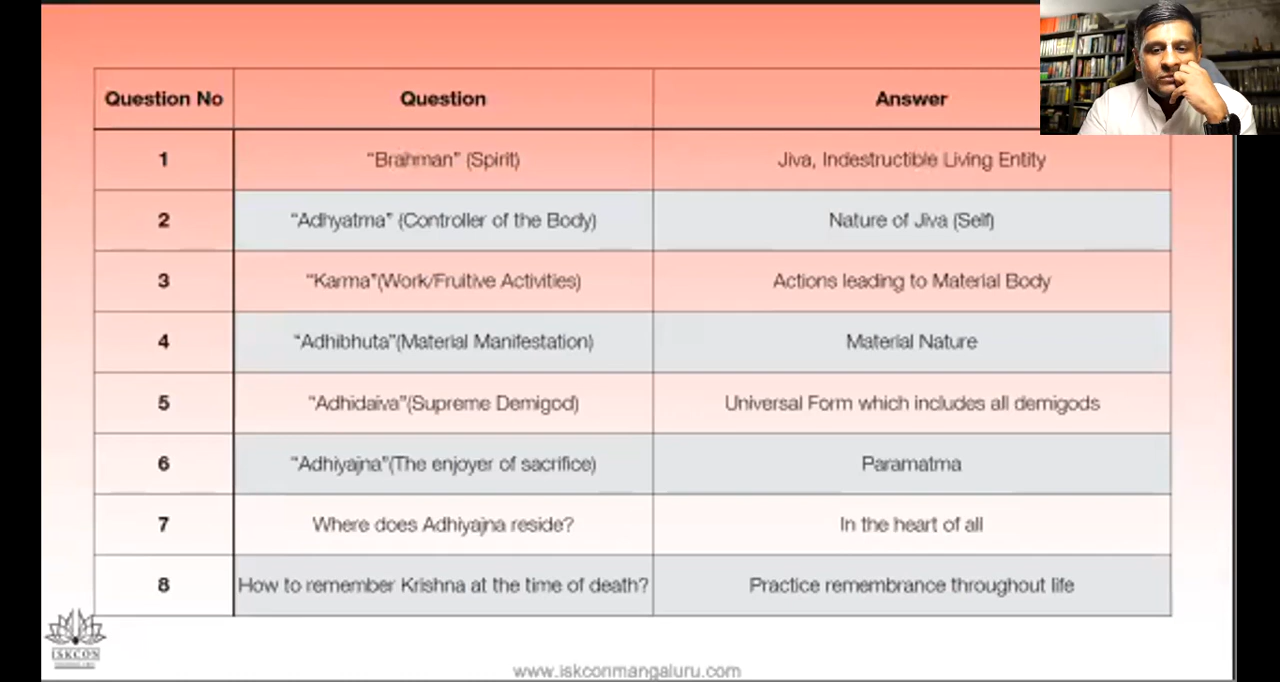 Question No Question Answer
1 “Brahman” (Spirit) Jiva, Indestructible Living Entity
2 “Adhyatma” (Controller of the Body) Nature of Jiva (Self)
3 “Karma”(Work/Fruitive Activities) Actions leading to Material Body
4 “Adhibhuta”(Material Manifestation) Material Nature
5 “Adhidaiva”(Supreme Demigod) Universal Form which includes all demigods
6 “Adhiyajna”(The enjoyer of sacrifice) Paramatma
7 Where does Adhiyajna reside? In the heart of all
8 How to remember Krishna at the time of death? Practice remembrance throughout life
ISKCON
www.iskconmangaluru.com